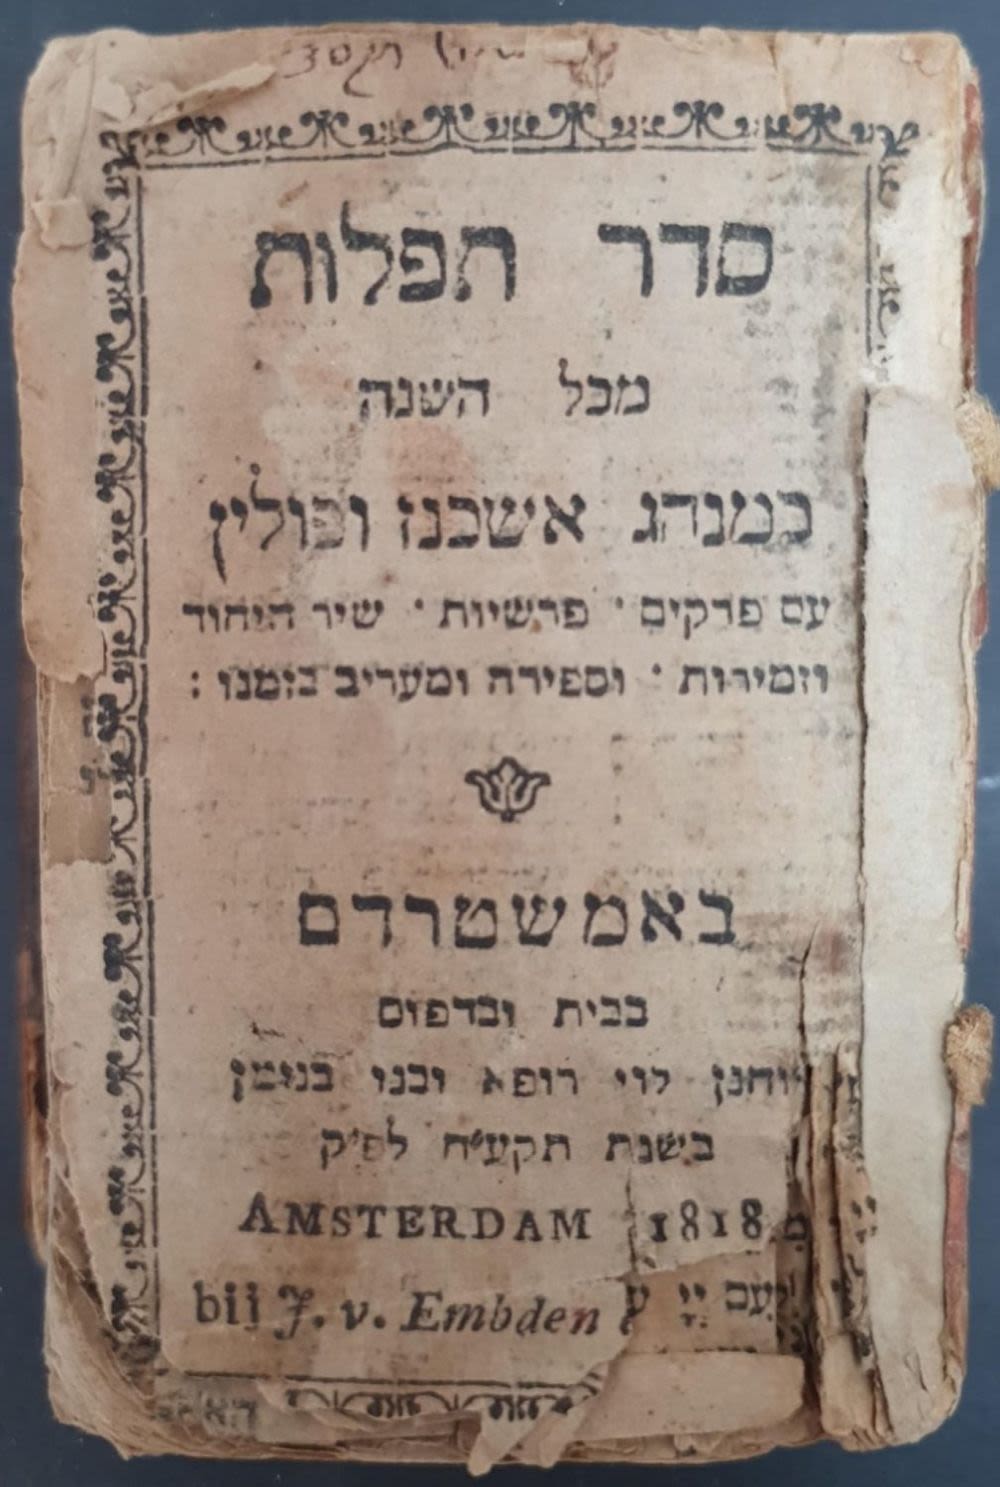 סדר תפלות
מכל השנה
כמנהג אשכנז ופולין
עם פרקים · פרשיות · שיר היחוד
וזמירות · וספירה ומעריב בזמנו :
באמשטרדם
בבית ובדפוס
יוחנן לוי רופא ובנו בנימן
בשנת תקע״ח לפ״ק
AMSTERDAM 1818
bij J. v. Embden